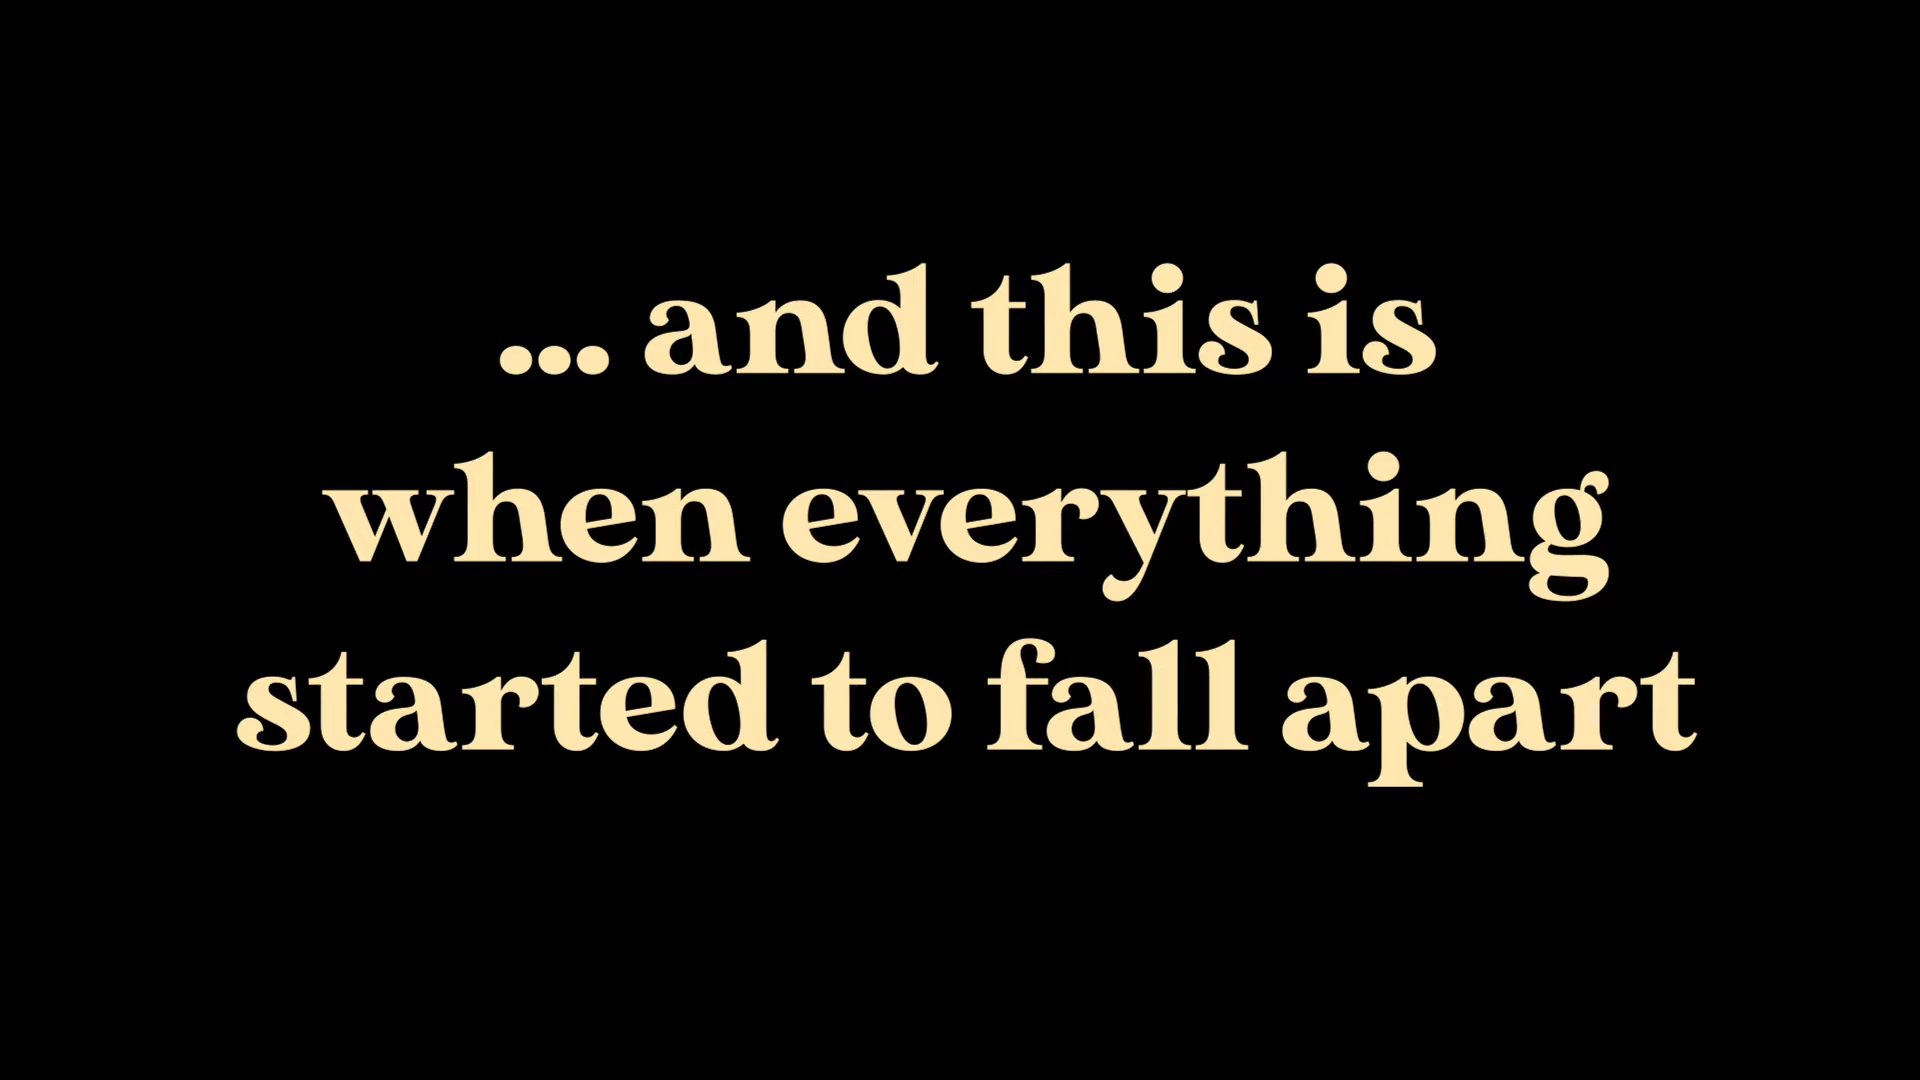 ... and this is
when everything
started to fall apart